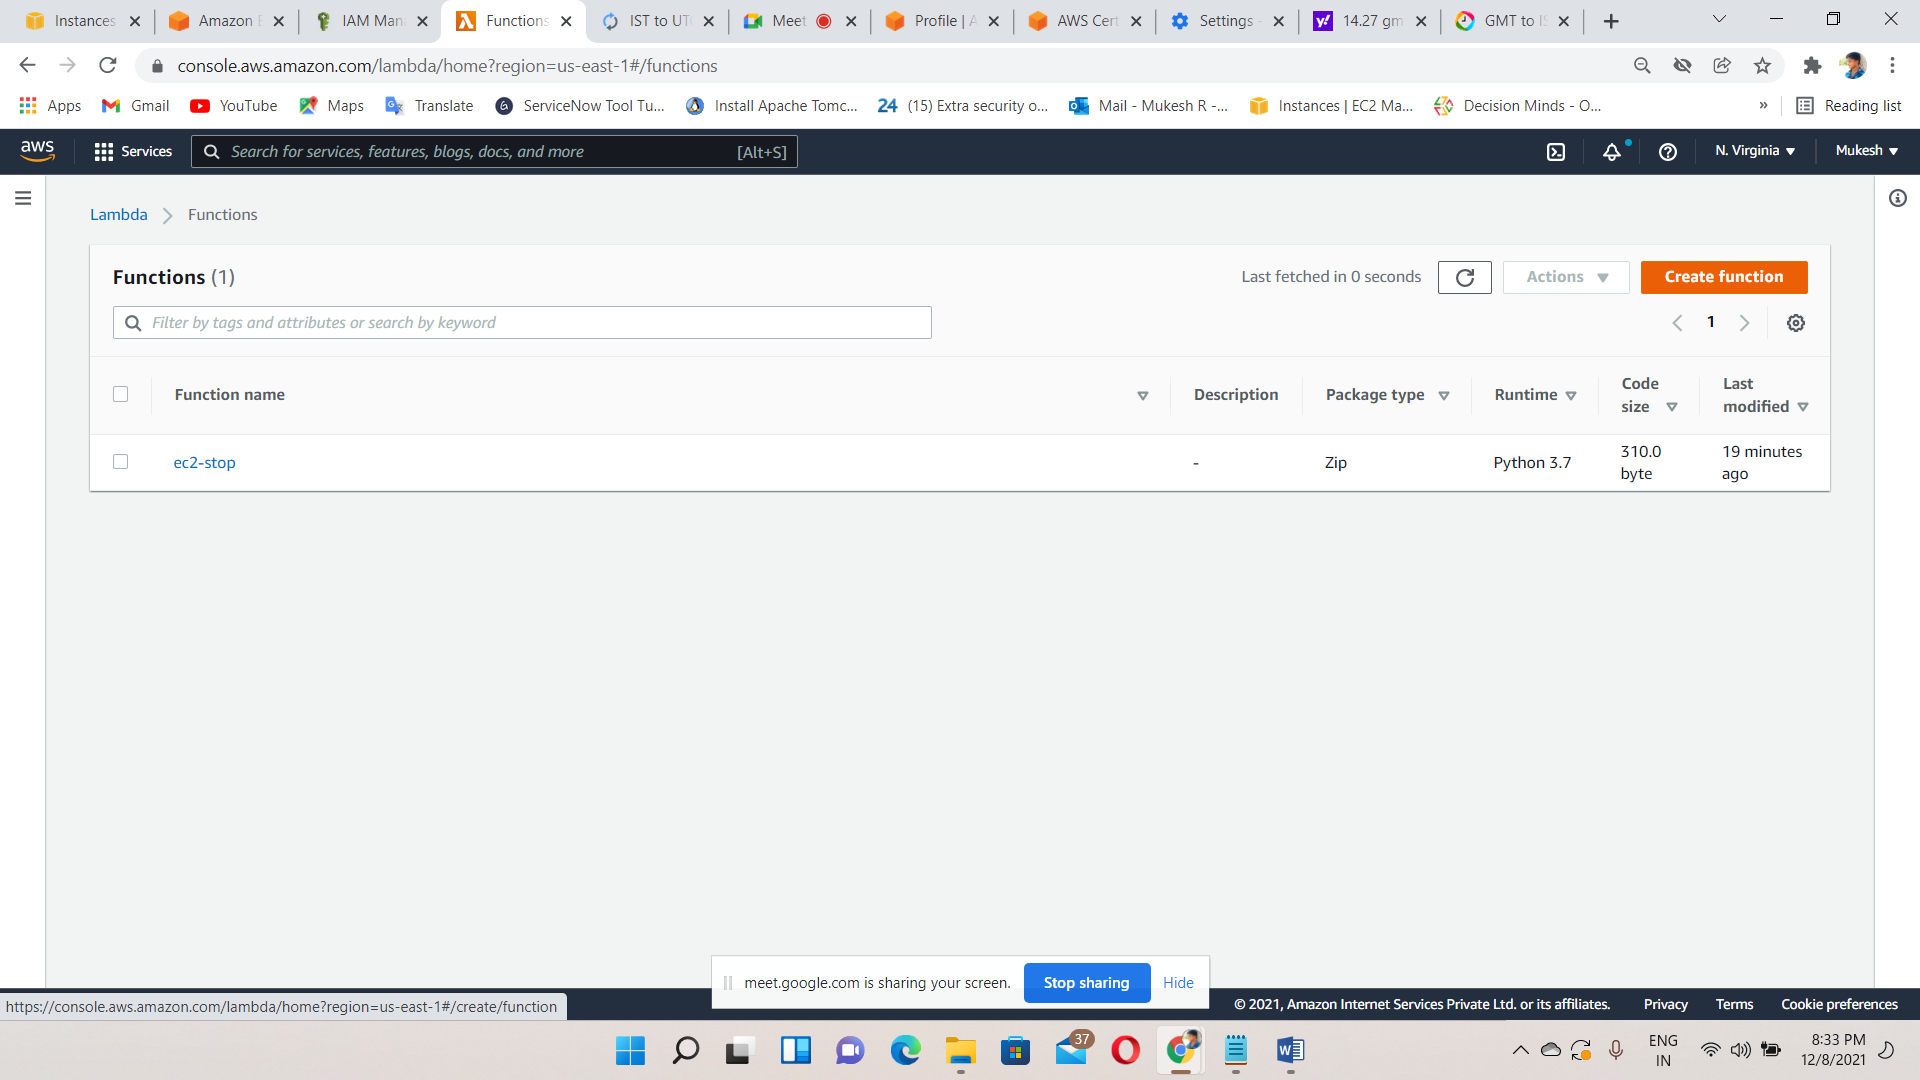 Instances
Amazon E
IAM Man
Functions
IST to UT
Meet
Profile | A
AWS Cert
Settings -
14.27 gm
GMT to IS
console.aws.amazon.com/lambda/home?region=us-east-1#/functions
Apps
Gmail
YouTube
Maps
Translate
ServiceNow Tool Tu...
Install Apache Tomc...
24 (15) Extra security o...
Mail - Mukesh R -...
Instances | EC2 Ma...
Decision Minds - O...
»
Reading list
aws
Services
Search for services, features, blogs, docs, and more [Alt+S]
N. Virginia
Mukesh
Lambda
Functions
Functions (1)
Last fetched in 0 seconds
Actions
Create function
Filter by tags and attributes or search by keyword
1
Function name
Description
Package type
Runtime
Code size
Last modified
ec2-stop
-
Zip
Python 3.7
310.0 byte
19 minutes ago
meet.google.com is sharing your screen.
Stop sharing
Hide
https://console.aws.amazon.com/lambda/home?region=us-east-1#/create/function
© 2021, Amazon Internet Services Private Ltd. or its affiliates.
Privacy
Terms
Cookie preferences
37
ENG
IN
8:33 PM
12/8/2021